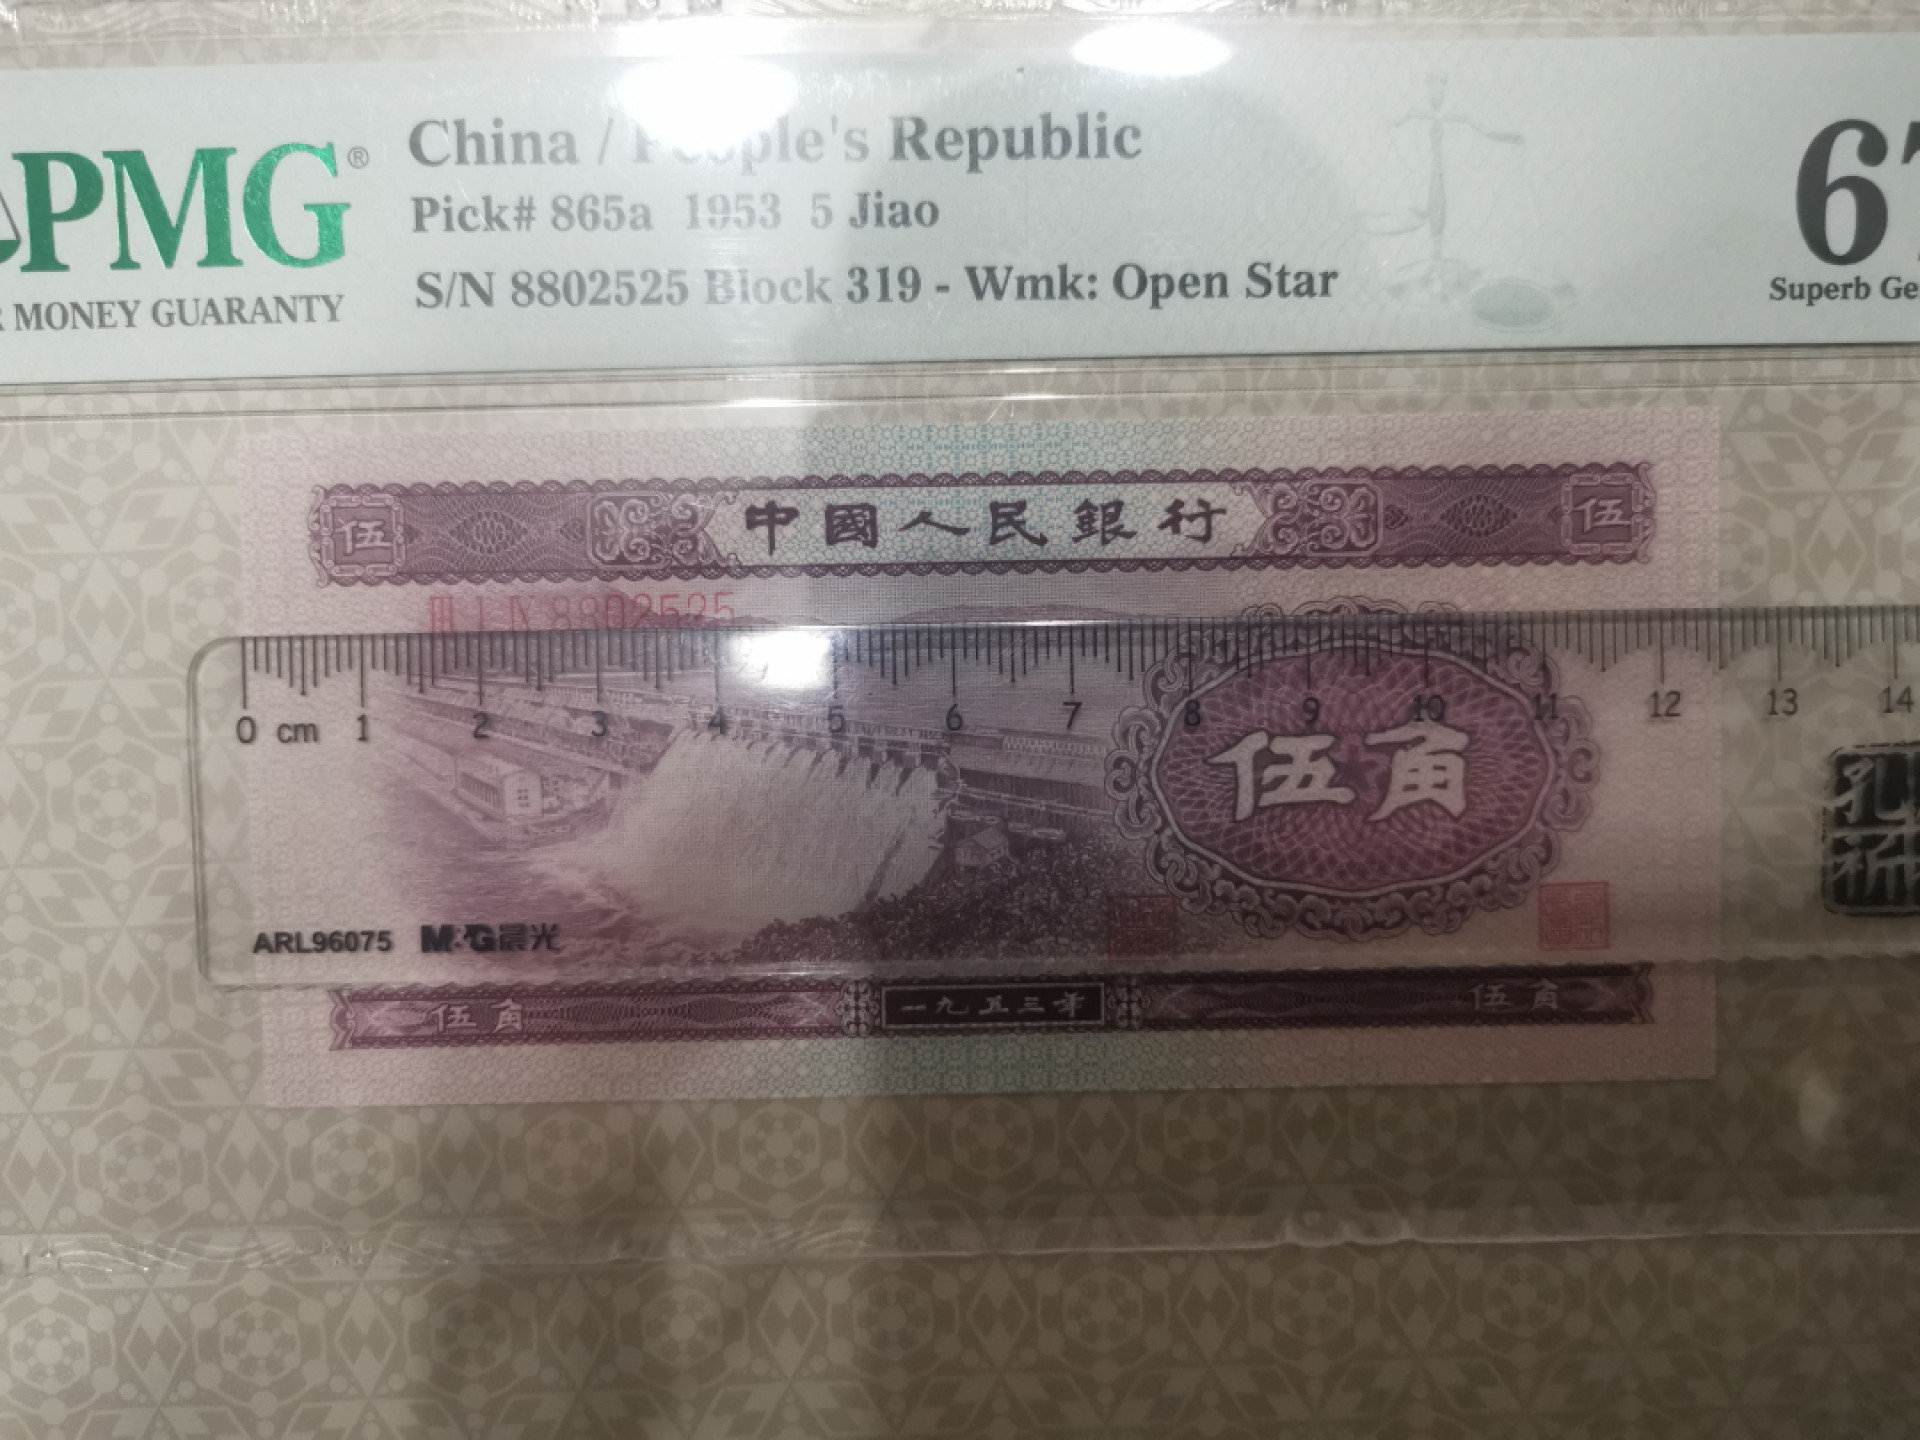 PMG®
MONEY GUARANTY
China / People's Republic
Pick# 865a 1953 5 Jiao
S/N 8802525 Block 319 - Wmk: Open Star
67
Superb Ge
伍 中國人民銀行 伍
ⅢⅠⅣ 8802525
0 cm 1 2 3 4 5 6 7 8 9 10 11 12 13 14
伍角
ARL96075 M&G晨光
伍角 一九五三年 伍角